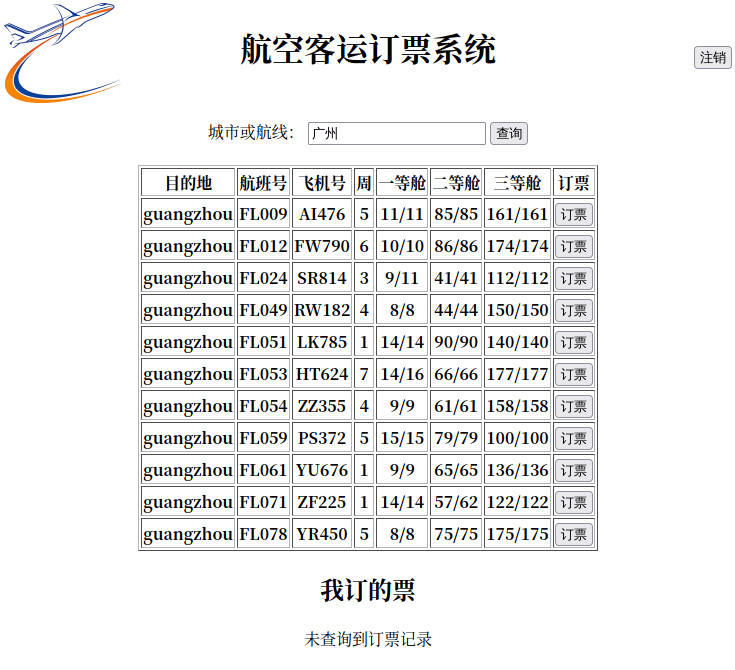 航空客运订票系统
注销
城市或航线： 广州 查询
目的地 航班号 飞机号 周 一等舱 二等舱 三等舱 订票
guangzhou FL009 AI476 5 11/11 85/85 161/161 订票
guangzhou FL012 FW790 6 10/10 86/86 174/174 订票
guangzhou FL024 SR814 3 9/11 41/41 112/112 订票
guangzhou FL049 RW182 4 8/8 44/44 150/150 订票
guangzhou FL051 LK785 1 14/14 90/90 140/140 订票
guangzhou FL053 HT624 7 14/16 66/66 177/177 订票
guangzhou FL054 ZZ355 4 9/9 61/61 158/158 订票
guangzhou FL059 PS372 5 15/15 79/79 100/100 订票
guangzhou FL061 YU676 1 9/9 65/65 136/136 订票
guangzhou FL071 ZF225 1 14/14 57/62 122/122 订票
guangzhou FL078 YR450 5 8/8 75/75 175/175 订票
我订的票
未查询到订票记录